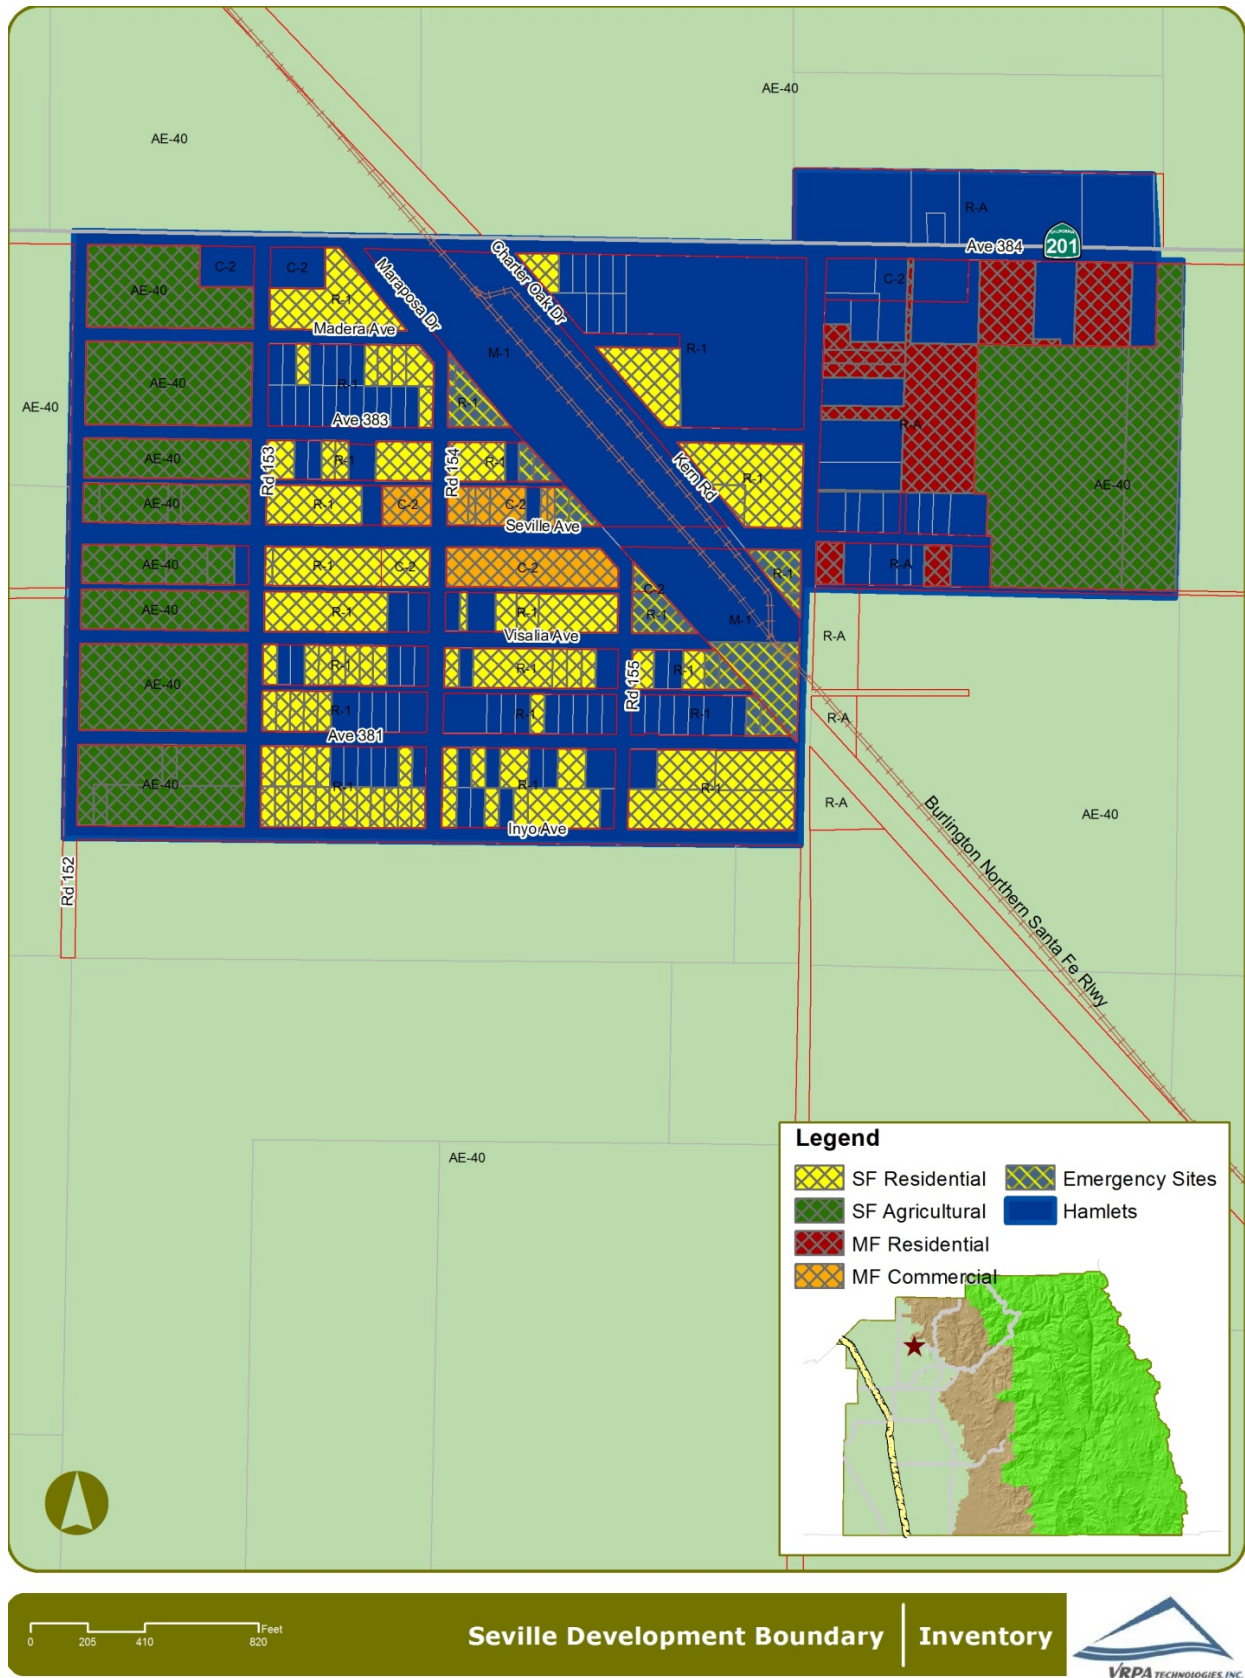 AE-40
AE-40
R-A
Ave 384
CALIFORNIA
201
C-2
C-2
C-2
AE-40
R-1
Charter Oak Dr
Maraposa Dr
Madera Ave
M-1
R-1
AE-40
R-1
R-1
AE-40
Ave 383
R-A
Rd 153
Rd 154
AE-40
R-1
R-1
Kern Rd
R-1
AE-40
AE-40
R-1
C-2
C-2
Seville Ave
AE-40
R-1
C-2
C-2
R-1
R-A
C-2
AE-40
R-1
R-1
R-1
M-1
Visalia Ave
R-A
AE-40
R-1
R-1
R-1
Rd 155
R-1
R-1
R-1
R-A
Ave 381
AE-40
R-1
R-1
R-1
R-A
AE-40
Inyo Ave
Rd 152
Burlington Northern Santa Fe Rlwy
AE-40
Legend
SF Residential
Emergency Sites
SF Agricultural
Hamlets
MF Residential
MF Commercial
Feet
0 205 410 820
Seville Development Boundary Inventory
VRPA TECHNOLOGIES, INC.